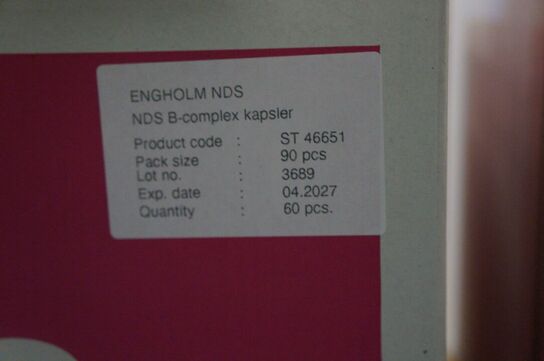 ENGHOLM NDS
NDS B-complex kapsler
Product code : ST 46651
Pack size : 90 pcs
Lot no. : 3689
Exp. date : 04.2027
Quantity : 60 pcs.